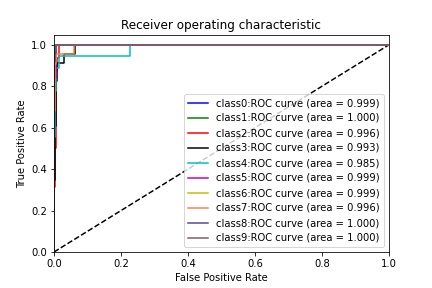 Receiver operating characteristic
True Positive Rate
1.0
0.8
0.6
0.4
0.2
0.0
class0:ROC curve (area = 0.999)
class1:ROC curve (area = 1.000)
class2:ROC curve (area = 0.996)
class3:ROC curve (area = 0.993)
class4:ROC curve (area = 0.985)
class5:ROC curve (area = 0.999)
class6:ROC curve (area = 0.999)
class7:ROC curve (area = 0.996)
class8:ROC curve (area = 1.000)
class9:ROC curve (area = 1.000)
0.0 0.2 0.4 0.6 0.8 1.0
False Positive Rate